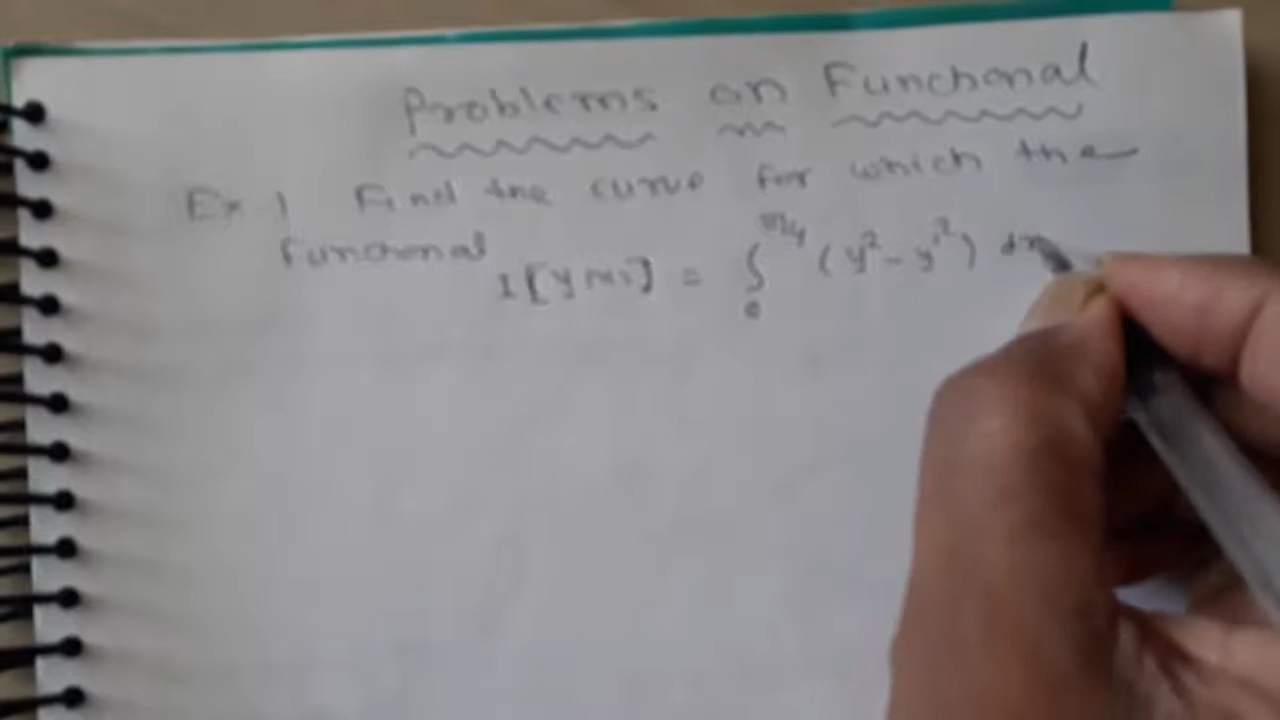 Problems on Functional
Ex 1 Find the curve for which the
functional
I[y(x)] = ∫₀^{π/4} (y² - y'²) dx